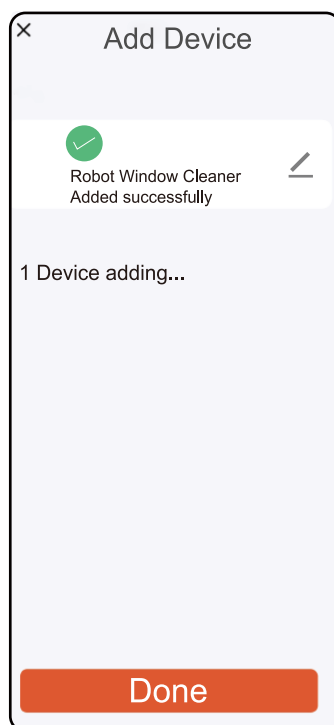 Add Device
Robot Window Cleaner
Added successfully
1 Device adding...
Done